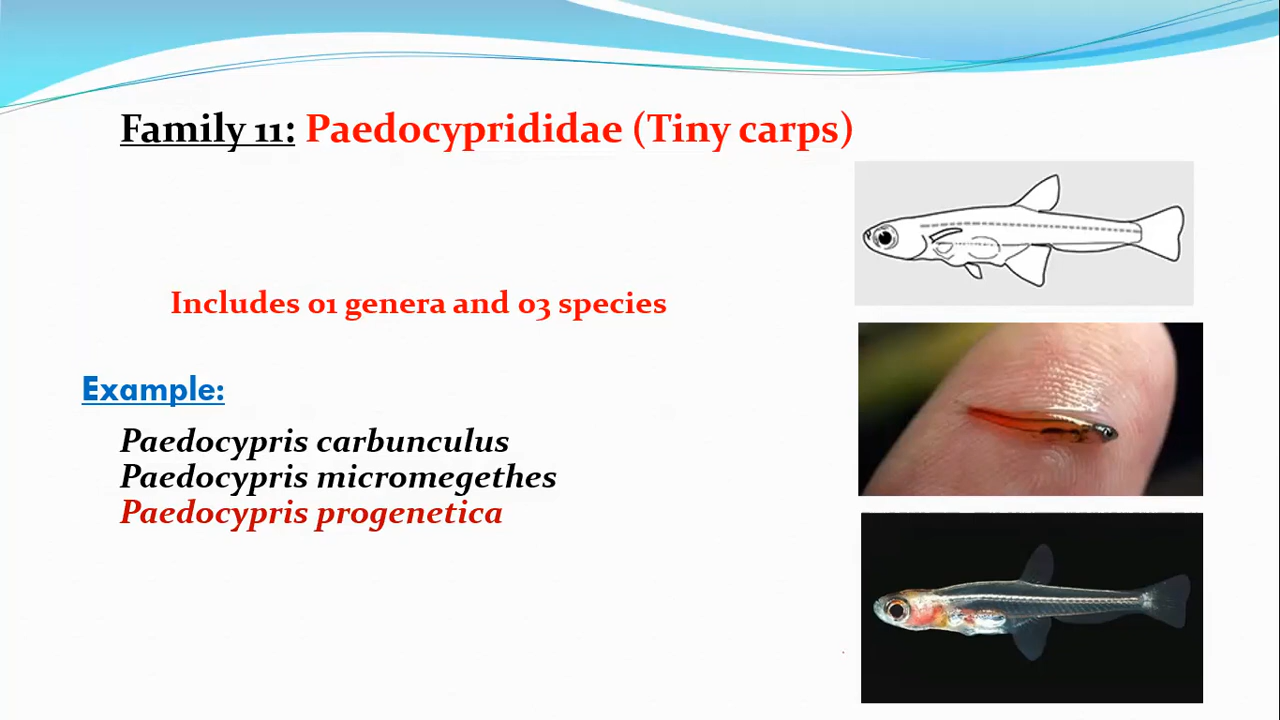 Family 11: Paedocyprididae (Tiny carps)
Includes 01 genera and 03 species
Example:
Paedocypris carbunculus
Paedocypris micromegethes
Paedocypris progenetica